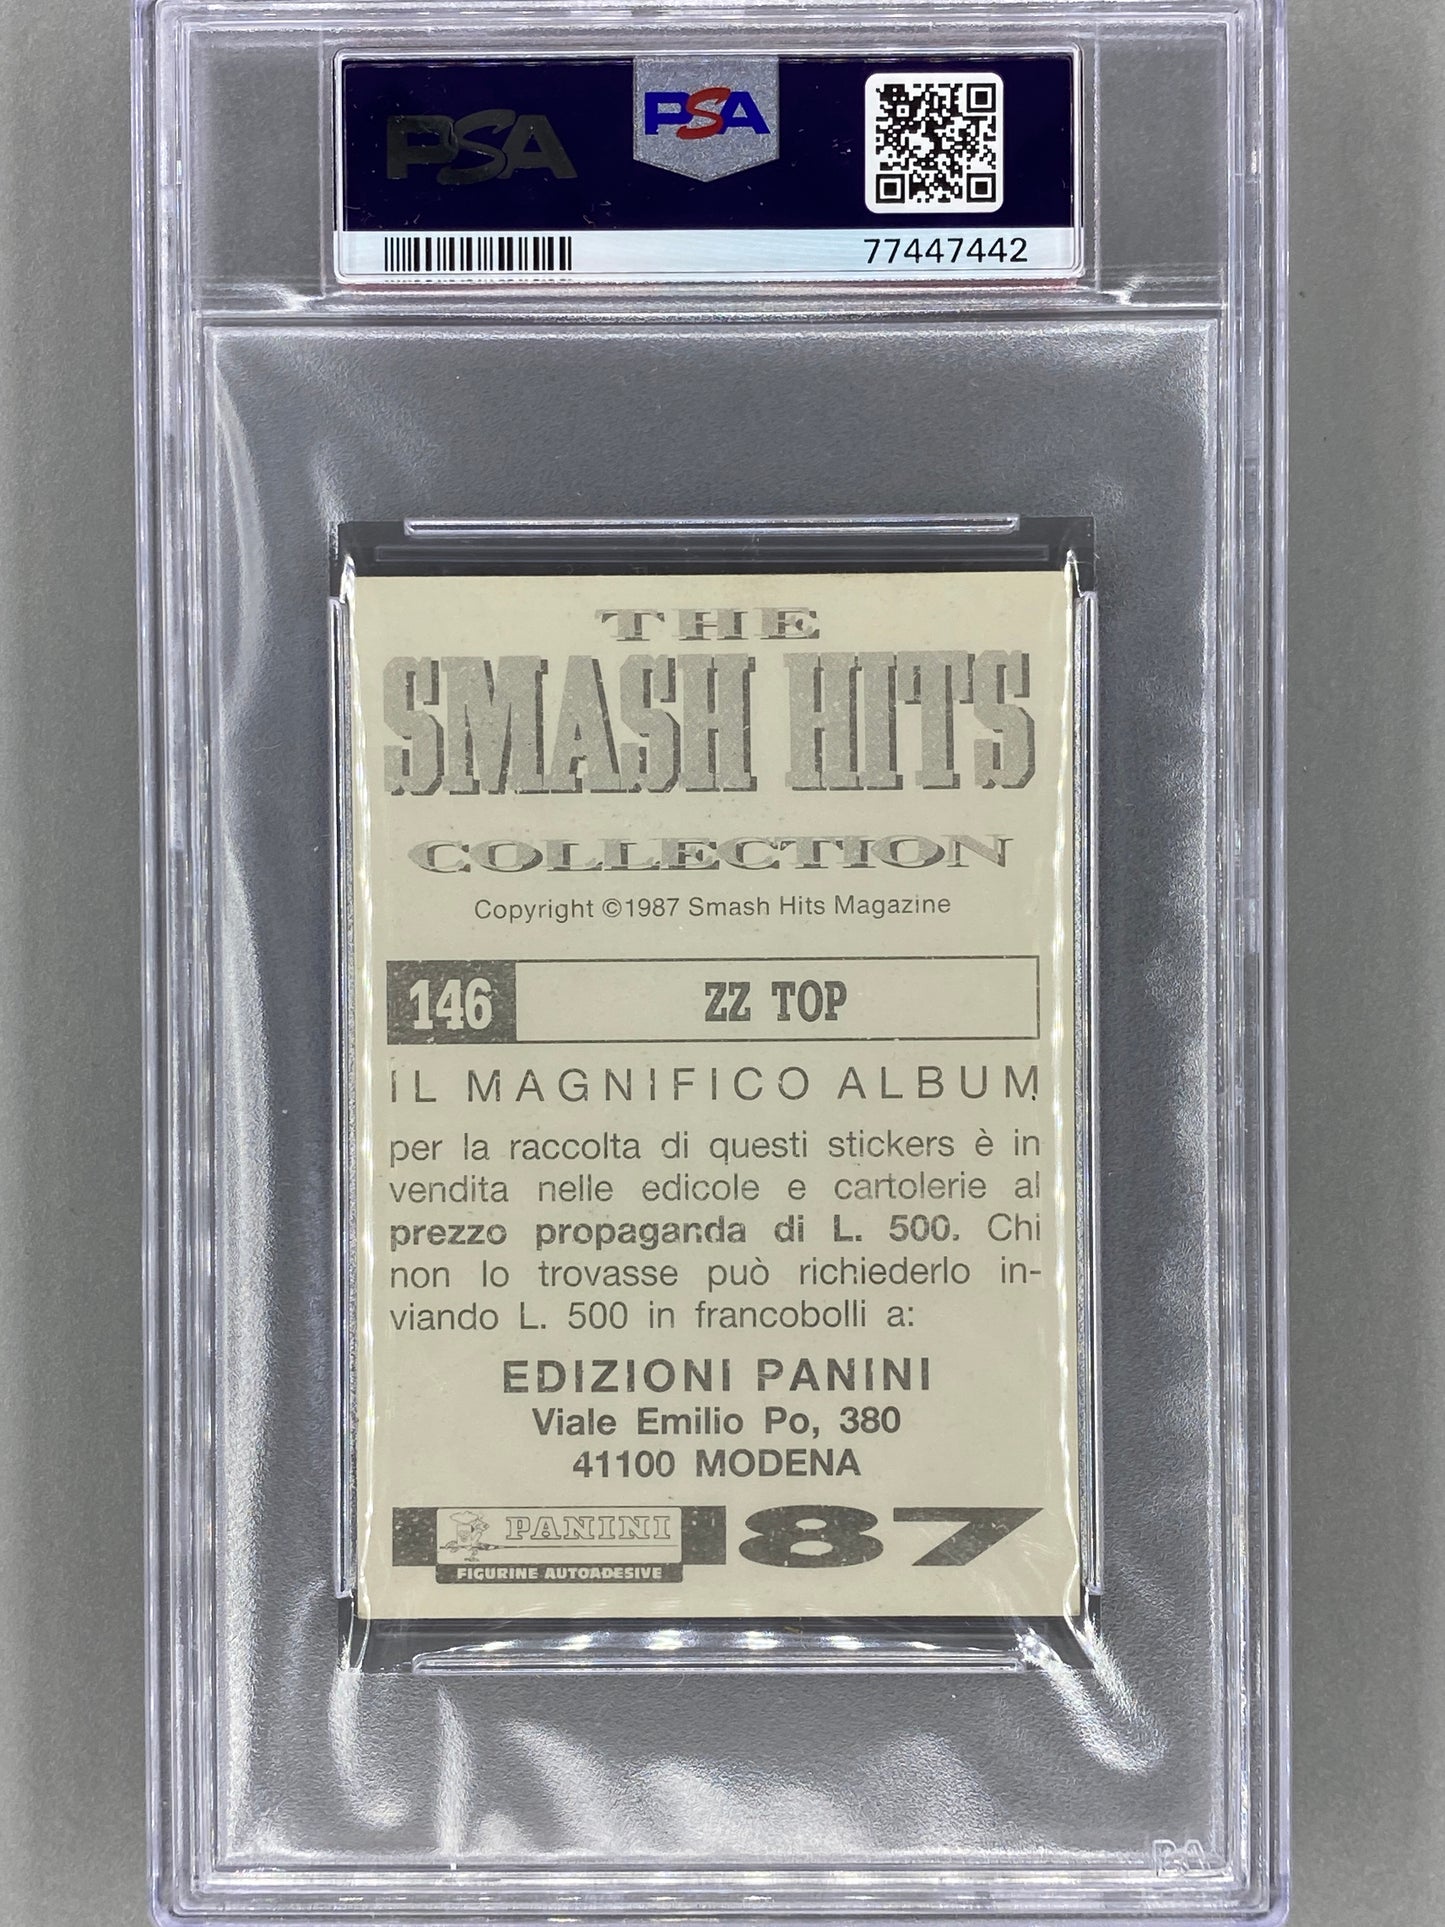 PSA PSA
77447442
THE
SMASH HITS
COLLECTION
Copyright ©1987 Smash Hits Magazine
146 ZZ TOP
IL MAGNIFICO ALBUM
per la raccolta di questi stickers è in
vendita nelle edicole e cartolerie al
prezzo propaganda di L. 500. Chi
non lo trovasse può richiederlo in-
viando L. 500 in francobolli a:
EDIZIONI PANINI
Viale Emilio Po, 380
41100 MODENA
PANINI 87
FIGURINE AUTOADESIVE